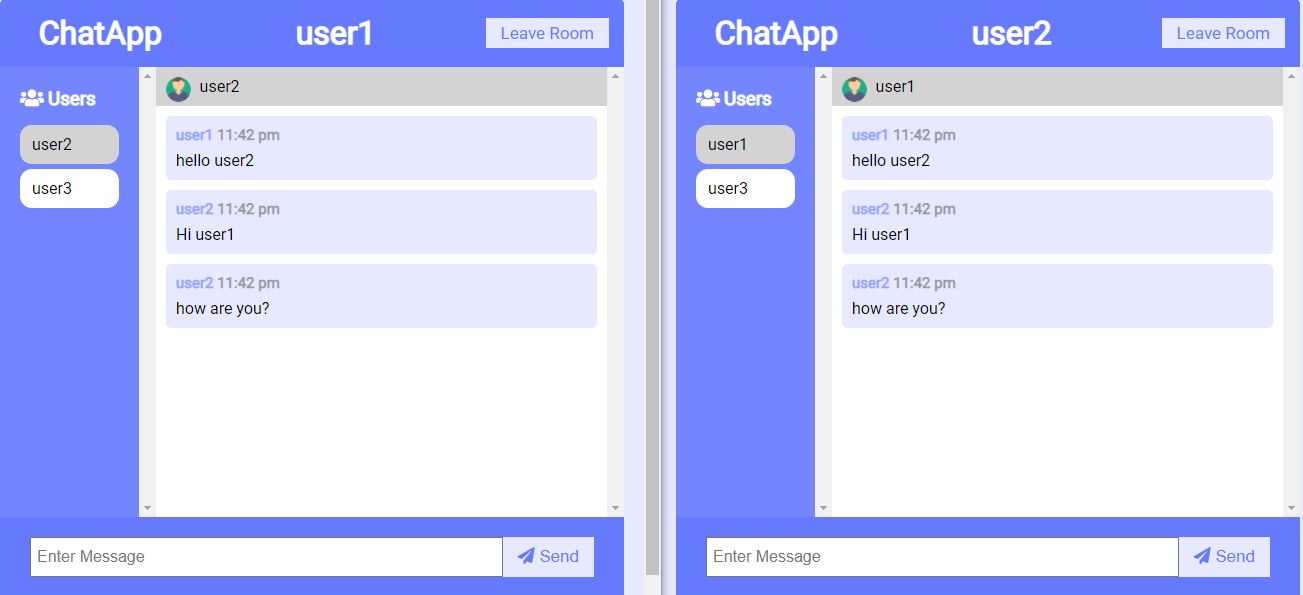 ChatApp user1 Leave Room
Users
user2
user3
user2
user1 11:42 pm
hello user2
user2 11:42 pm
Hi user1
user2 11:42 pm
how are you?
Enter Message Send
ChatApp user2 Leave Room
Users
user1
user3
user1
user1 11:42 pm
hello user2
user2 11:42 pm
Hi user1
user2 11:42 pm
how are you?
Enter Message Send